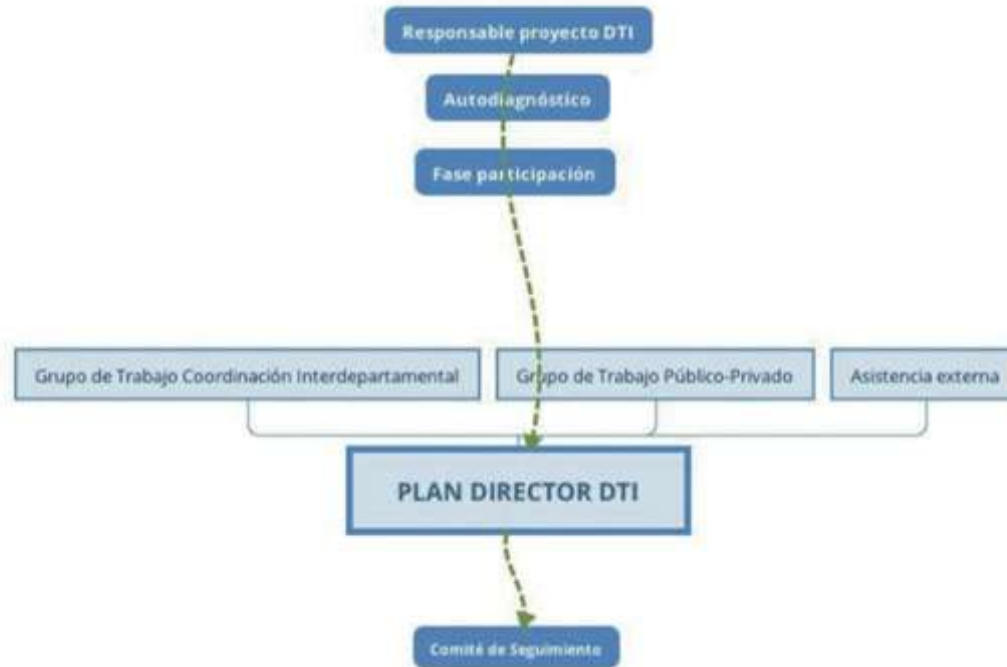 Responsable proyecto DTI
Autodiagnóstico
Fase participación
Grupo de Trabajo Coordinación Interdepartamental
Grupo de Trabajo Público-Privado
Asistencia externa
PLAN DIRECTOR DTI
Comité de Seguimiento